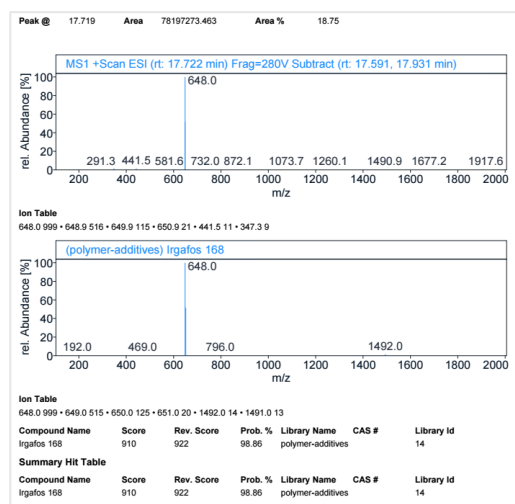 Peak @ 17.719 Area 78197273.463 Area % 18.75
MS1 +Scan ESI (rt: 17.722 min) Frag=280V Subtract (rt: 17.591, 17.931 min)
rel. Abundance [%]
100
80
60
40
20
0
648.0
291.3 441.5 581.6 732.0 872.1 1073.7 1260.1 1490.9 1677.2 1917.6
200 400 600 800 1000 1200 1400 1600 1800 2000
m/z
Ion Table
648.0 999 • 648.9 516 • 649.9 115 • 650.9 21 • 441.5 11 • 347.3 9
(polymer-additives) Irgafos 168
rel. Abundance [%]
100
80
60
40
20
0
648.0
192.0 469.0 796.0 1492.0
200 400 600 800 1000 1200 1400 1600 1800 2000
m/z
Ion Table
648.0 999 • 649.0 515 • 650.0 125 • 651.0 20 • 1492.0 14 • 1491.0 13
Compound Name Score Rev. Score Prob. % Library Name CAS # Library Id
Irgafos 168 910 922 98.86 polymer-additives 14
Summary Hit Table
Compound Name Score Rev. Score Prob. % Library Name CAS # Library Id
Irgafos 168 910 922 98.86 polymer-additives 14